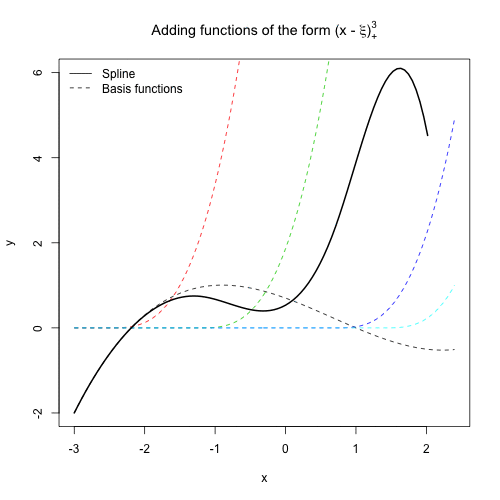 Adding functions of the form (x - ξ)³₊
Spline
Basis functions
6
4
2
0
-2
y
-3 -2 -1 0 1 2
x